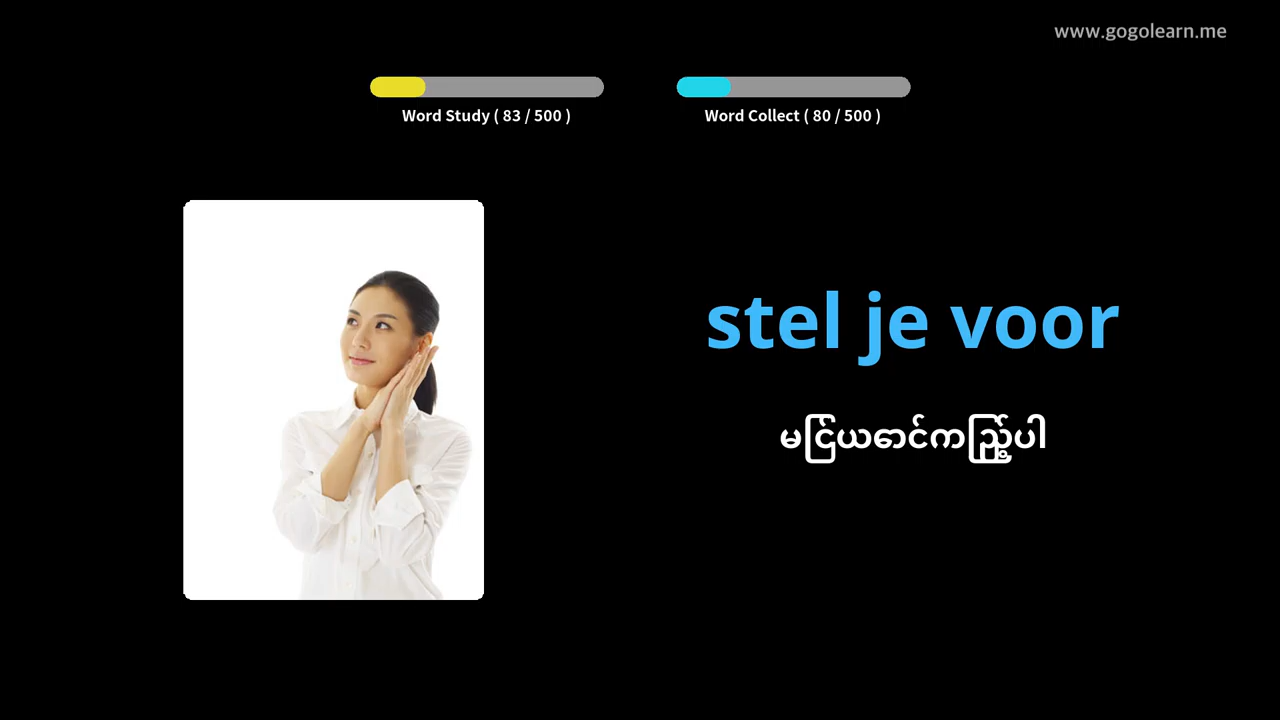 www.gogolearn.me
Word Study ( 83 / 500 )
Word Collect ( 80 / 500 )
stel je voor
မငြ်ယောင်ကည်ြ့ပါ